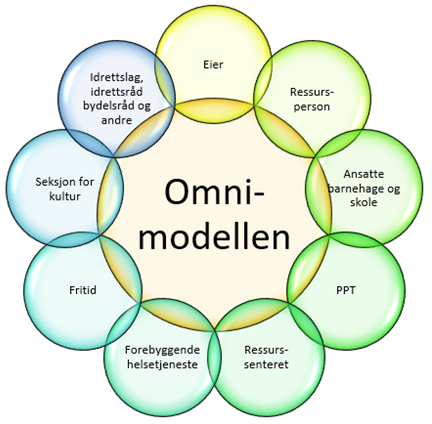 Eier
Ressurs-
person
Ansatte
barnehage og
skole
PPT
Ressurs-
senteret
Forebyggende
helsetjeneste
Fritid
Seksjon for
kultur
Idrettslag,
idrettsråd
bydelsråd og
andre
Omni-
modellen